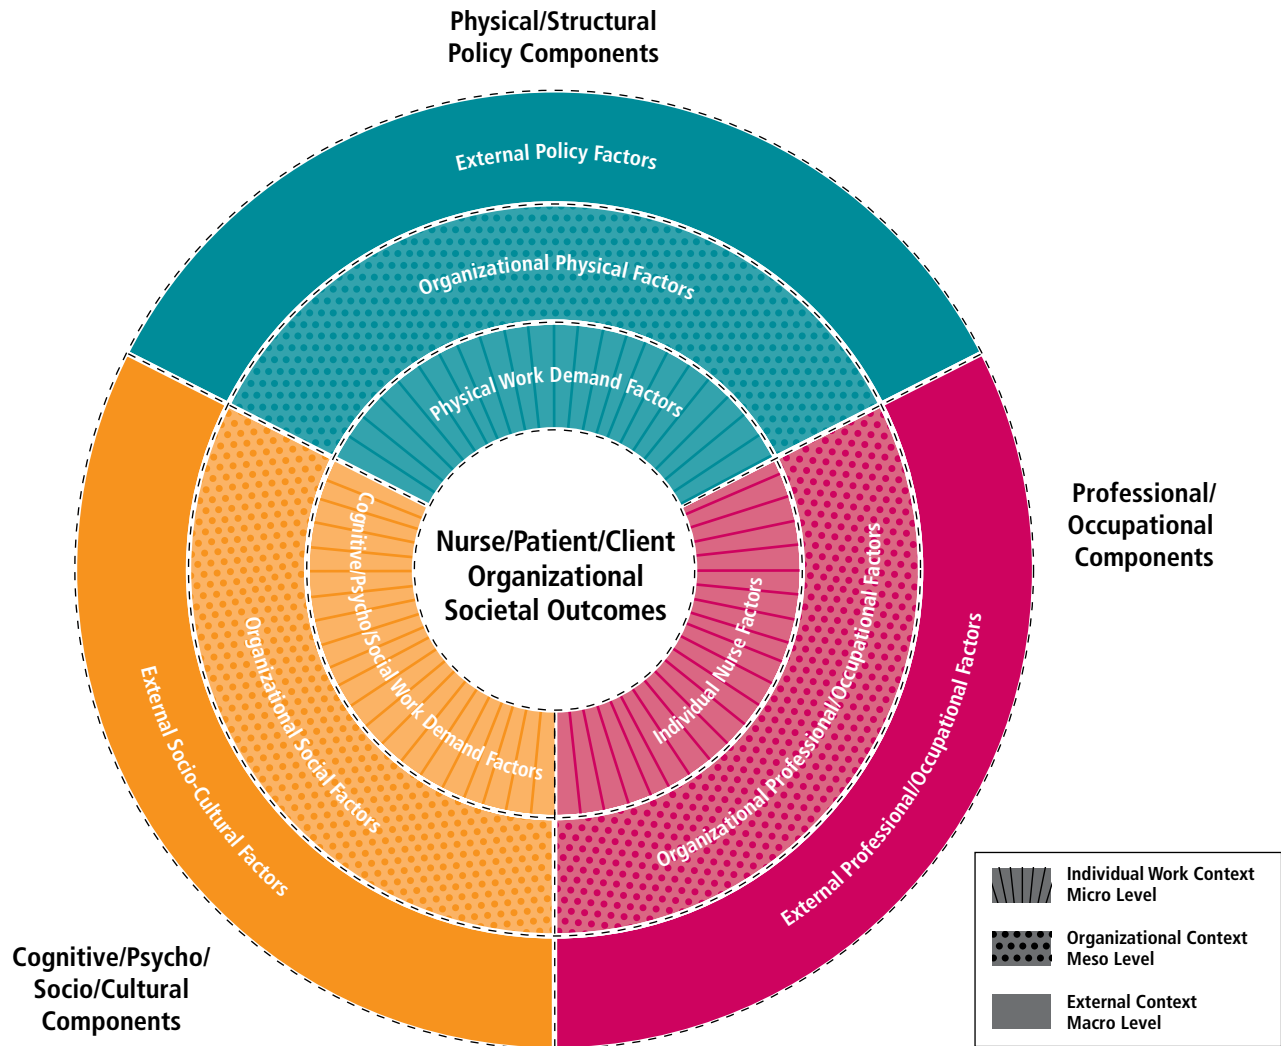 Physical/Structural
Policy Components
External Policy Factors
Organizational Physical Factors
Physical Work Demand Factors
Nurse/Patient/Client
Organizational
Societal Outcomes
Professional/
Occupational
Components
Cognitive/Psycho/Social Work Demand Factors
Organizational Social Factors
External Socio-Cultural Factors
Individual Nurse Factors
Organizational Professional/Occupational Factors
External Professional/Occupational Factors
Cognitive/Psycho/
Socio/Cultural
Components
Individual Work Context
Micro Level
Organizational Context
Meso Level
External Context
Macro Level